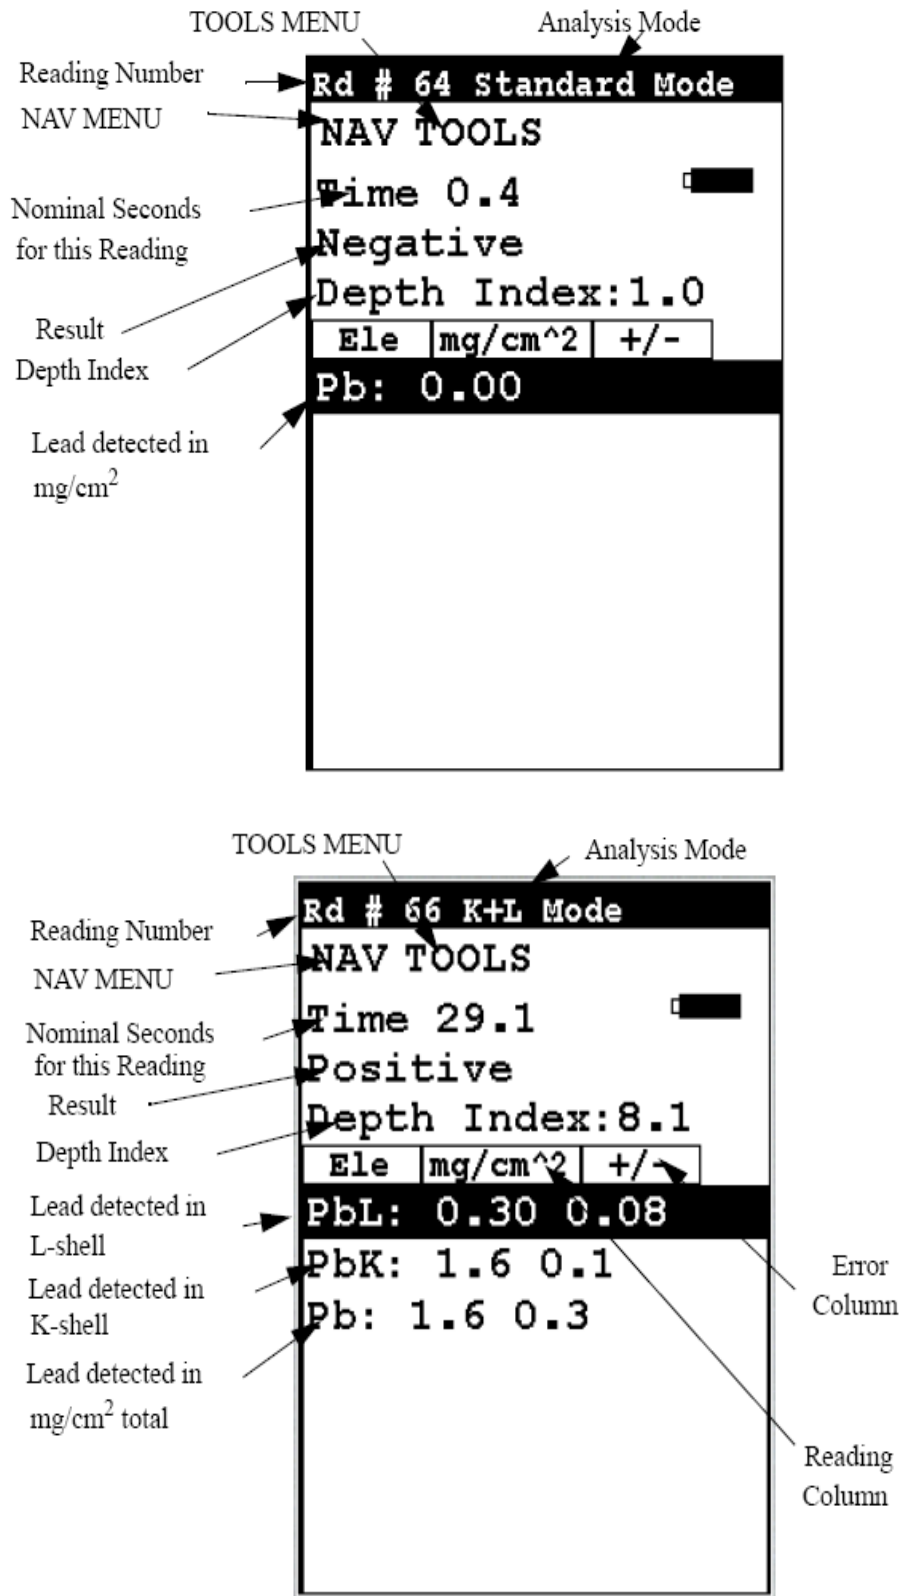 TOOLS MENU
Analysis Mode
Reading Number
Rd # 64 Standard Mode
NAV MENU
NAV TOOLS
Nominal Seconds
for this Reading
Time 0.4
Negative
Result
Depth Index:1.0
Depth Index
Ele mg/cm^2 +/-
Pb: 0.00
Lead detected in
mg/cm2
TOOLS MENU
Analysis Mode
Reading Number
Rd # 66 K+L Mode
NAV MENU
NAV TOOLS
Nominal Seconds
for this Reading
Time 29.1
Positive
Result
Depth Index:8.1
Depth Index
Ele mg/cm^2 +/-
Lead detected in
L-shell
PbL: 0.30 0.08
Lead detected in
K-shell
PbK: 1.6 0.1
Error
Column
Pb: 1.6 0.3
Lead detected in
mg/cm2 total
Reading
Column